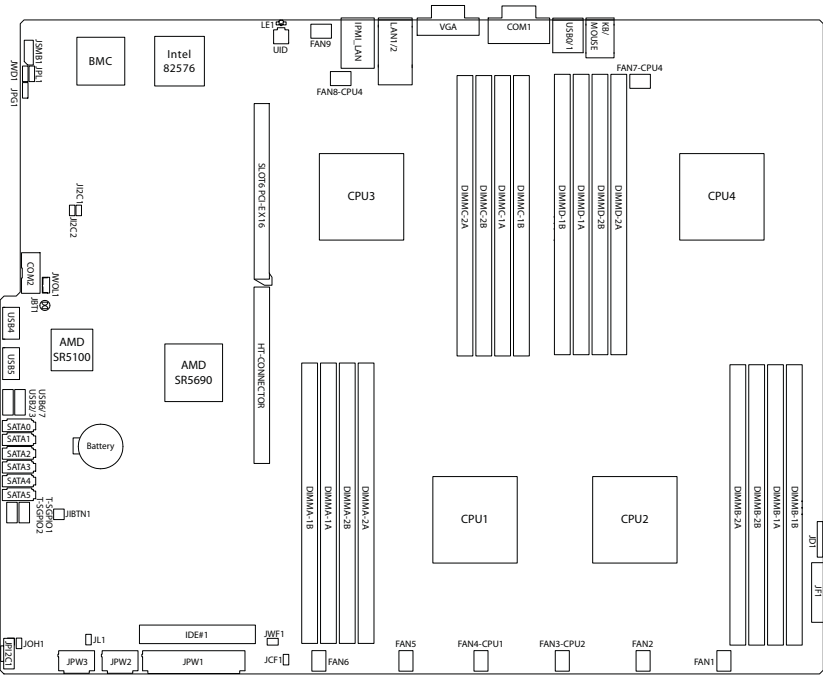 LE1
UID
FAN9
IPMI_LAN
LAN1/2
VGA
COM1
USB0/1
KB/
MOUSE
FAN8-CPU4
FAN7-CPU4
JSMB1
JPL1
JWD1
JPG1
BMC
Intel
82576
SLOT6 PCI-E X16
CPU3
DIMMC-2A
DIMMC-2B
DIMMC-1A
DIMMC-1B
DIMMD-1B
DIMMD-1A
DIMMD-2B
DIMMD-2A
CPU4
JI2C1
JI2C2
COM2
JWOL1
JBT1
USB4
USB5
AMD
SR5100
AMD
SR5690
HT-CONNECTOR
USB6/7
USB2/3
SATA0
SATA1
SATA2
SATA3
SATA4
SATA5
Battery
T-SGPIO1
T-SGPIO2
JIBTN1
DIMMA-1B
DIMMA-1A
DIMMA-2B
DIMMA-2A
CPU1
CPU2
DIMMB-2A
DIMMB-2B
DIMMB-1A
DIMMB-1B
JD1
JF1
JPI2C1
JOH1
JL1
IDE#1
JWF1
JCF1
JPW3
JPW2
JPW1
FAN6
FAN5
FAN4-CPU1
FAN3-CPU2
FAN2
FAN1